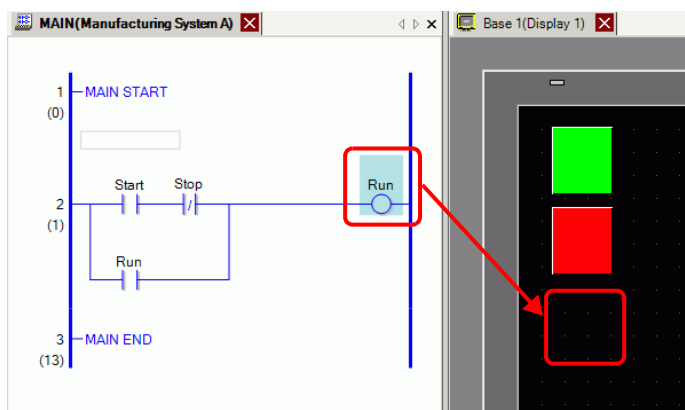 MAIN(Manufacturing System A)
Base 1(Display 1)
1 MAIN START
(0)
Start Stop Run
2
(1)
Run
3 MAIN END
(13)